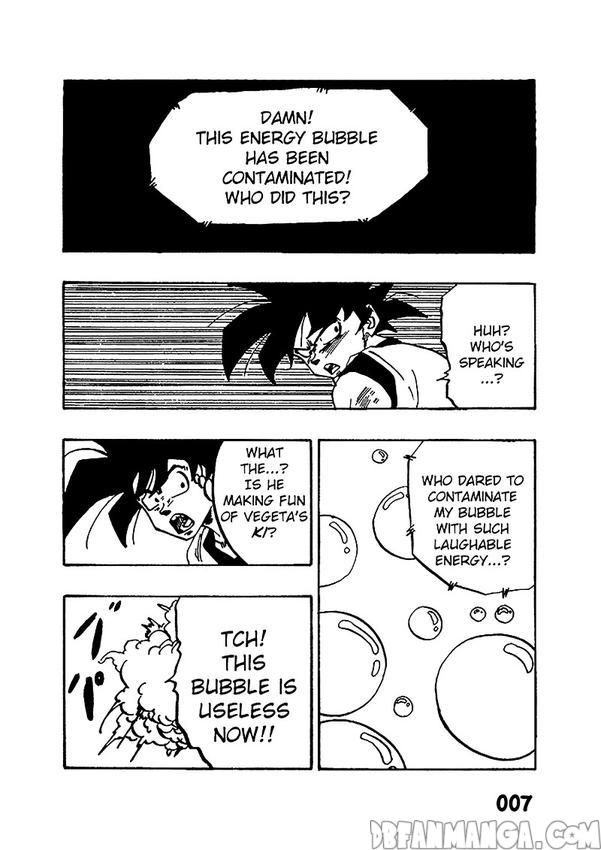 DAMN!
THIS ENERGY BUBBLE
HAS BEEN
CONTAMINATED!
WHO DID THIS?
HUH?
WHO'S
SPEAKING
...?
WHAT
THE...?
IS HE
MAKING FUN
OF VEGETA'S
KI?
WHO DARED TO
CONTAMINATE
MY BUBBLE
WITH SUCH
LAUGHABLE
ENERGY...?
TCH!
THIS
BUBBLE IS
USELESS
NOW!!
007
DBFANMANGA.COM